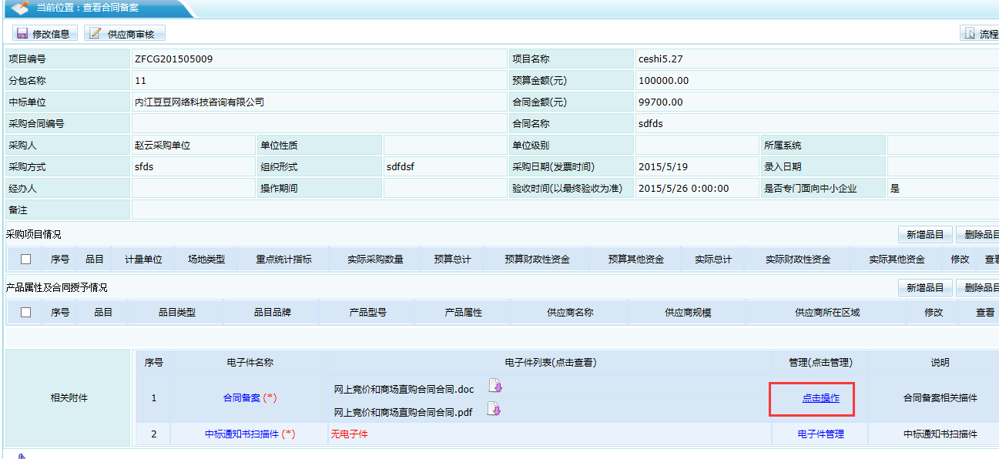 当前位置：查看合同备案
修改信息 供应商审核 流程
项目编号 ZFCG201505009 项目名称 ceshi5.27
分包名称 11 预算金额(元) 100000.00
中标单位 内江豆豆网络科技咨询有限公司 合同金额(元) 99700.00
采购合同编号 合同名称 sdfds
采购人 赵云采购单位 单位性质 单位级别 所属系统
采购方式 sfds 组织形式 sdfdsf 采购日期(发票时间) 2015/5/19 录入日期
经办人 操作期间 验收时间(以最终验收为准) 2015/5/26 0:00:00 是否专门面向中小企业 是
备注
采购项目情况 新增品目 删除品目
序号 品目 计量单位 场地类型 重点统计指标 实际采购数量 预算总计 预算财政性资金 预算其他资金 实际总计 实际财政性资金 实际其他资金 修改 查看
产品属性及合同授予情况 新增品目 删除品目
序号 品目 品目类型 品目品牌 产品型号 产品属性 供应商名称 供应商规模 供应商所在区域 修改 查看
相关附件
序号 电子件名称 电子件列表(点击查看) 管理(点击管理) 说明
1 合同备案(*) 网上竞价和商场直购合同合同.doc 网上竞价和商场直购合同合同.pdf 点击操作 合同备案相关描件
2 中标通知书扫描件(*) 无电子件 电子件管理 中标通知书扫描件